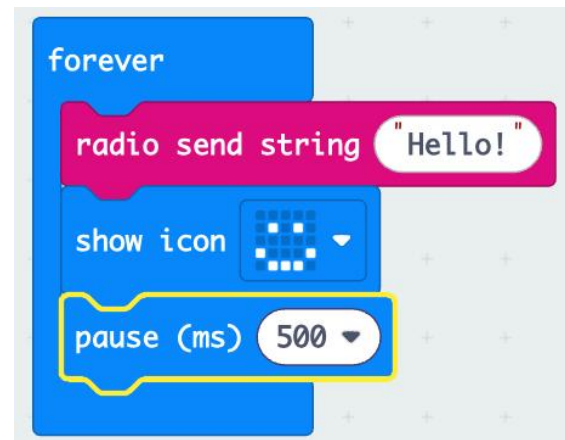 forever
radio send string "Hello!"
show icon
pause (ms) 500